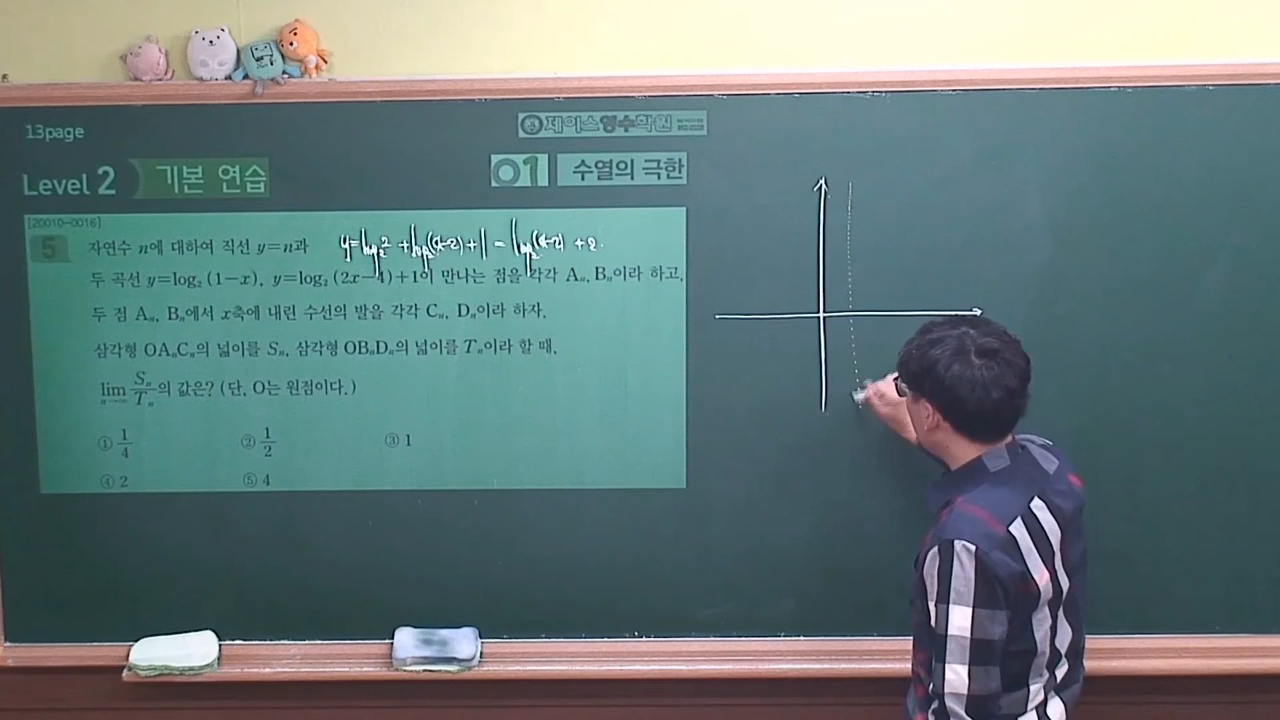 13page
제이스영수학원
Level 2 기본 연습
01 수열의 극한
[20010-0016]
5 자연수 n에 대하여 직선 y=n과
y=log₂2+log₂(x-2)+1=log₂(x-2)+2.
두 곡선 y=log₂(1-x), y=log₂(2x-4)+1이 만나는 점을 각각 Aₙ, Bₙ이라 하고,
두 점 Aₙ, Bₙ에서 x축에 내린 수선의 발을 각각 Cₙ, Dₙ이라 하자.
삼각형 OAₙCₙ의 넓이를 Sₙ, 삼각형 OBₙDₙ의 넓이를 Tₙ이라 할 때,
lim n→∞ Sₙ/Tₙ의 값은? (단, O는 원점이다.)
① 1/4 ② 1/2 ③ 1
④ 2 ⑤ 4